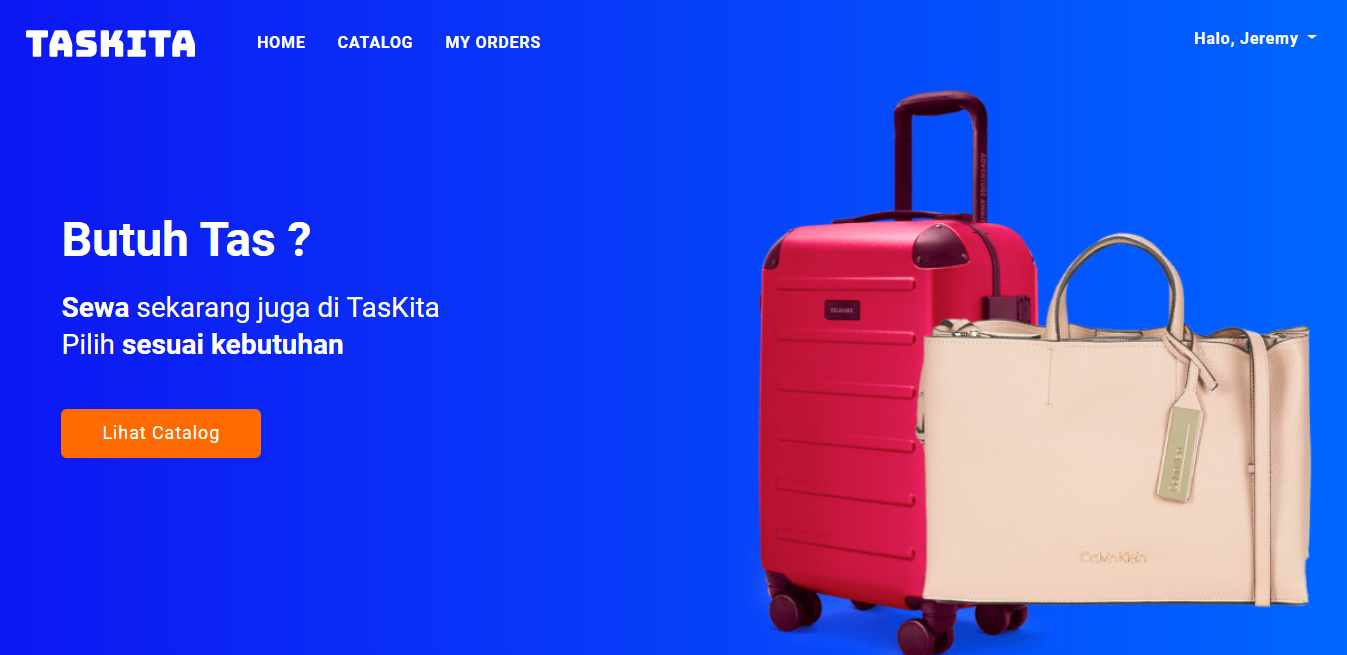 TASKITA
HOME
CATALOG
MY ORDERS
Halo, Jeremy
Butuh Tas ?
Sewa sekarang juga di TasKita
Pilih sesuai kebutuhan
Lihat Catalog
Calvin Klein